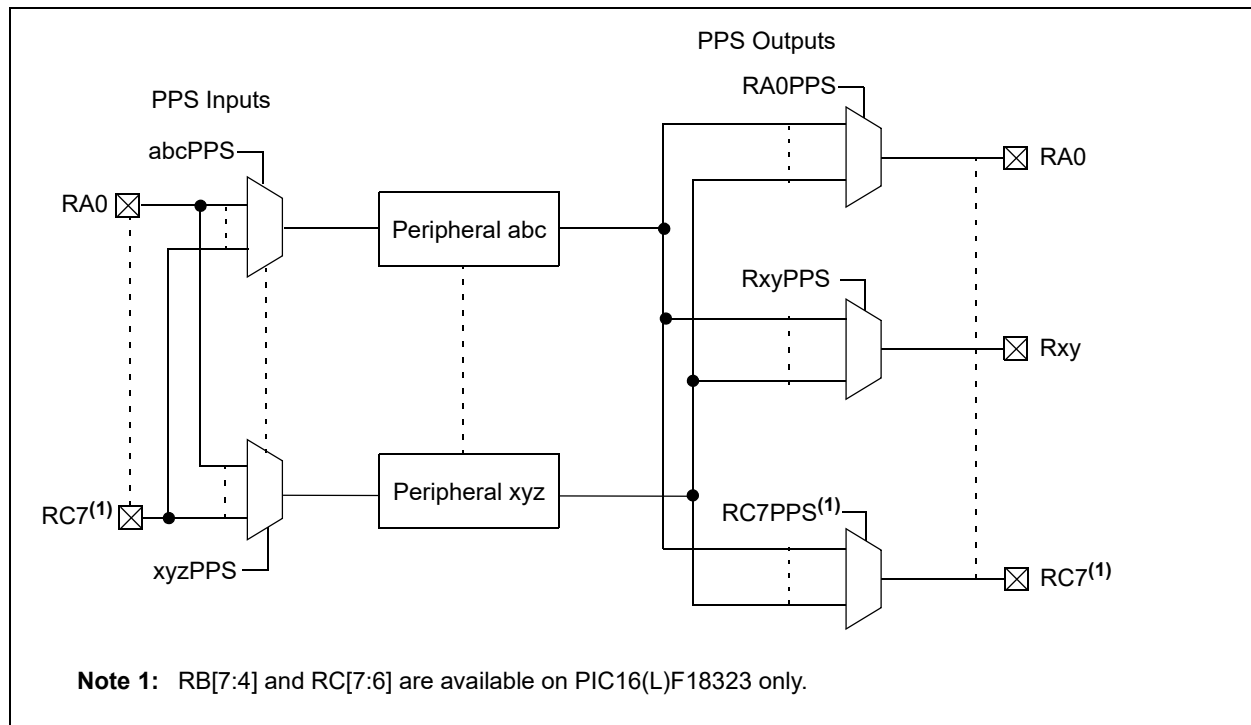 PPS Outputs
RA0PPS
PPS Inputs
abcPPS
RA0
RA0
Peripheral abc
RxyPPS
Rxy
Peripheral xyz
RC7(1)
RC7PPS(1)
xyzPPS
RC7(1)
Note 1: RB[7:4] and RC[7:6] are available on PIC16(L)F18323 only.